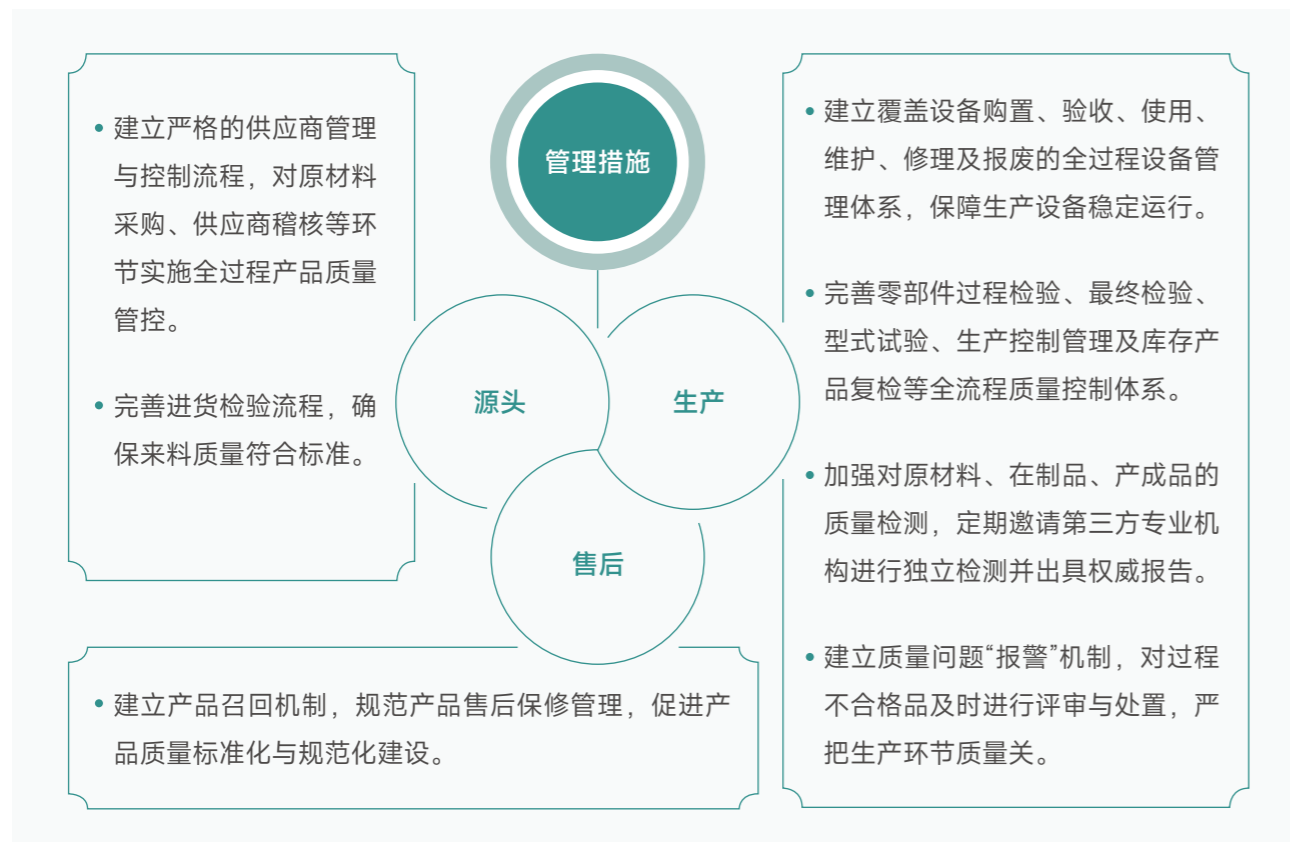 管理措施
源头
• 建立严格的供应商管理
与控制流程，对原材料
采购、供应商稽核等环
节实施全过程产品质量
管控。
• 完善进货检验流程，确
保来料质量符合标准。
生产
• 建立覆盖设备购置、验收、使用、
维护、修理及报废的全过程设备管
理体系，保障生产设备稳定运行。
• 完善零部件过程检验、最终检验、
型式试验、生产控制管理及库存产
品复检等全流程质量控制体系。
• 加强对原材料、在制品、产成品的
质量检测，定期邀请第三方专业机
构进行独立检测并出具权威报告。
• 建立质量问题“报警”机制，对过程
不合格品及时进行评审与处置，严
把生产环节质量关。
售后
• 建立产品召回机制，规范产品售后保修管理，促进产
品质量标准化与规范化建设。